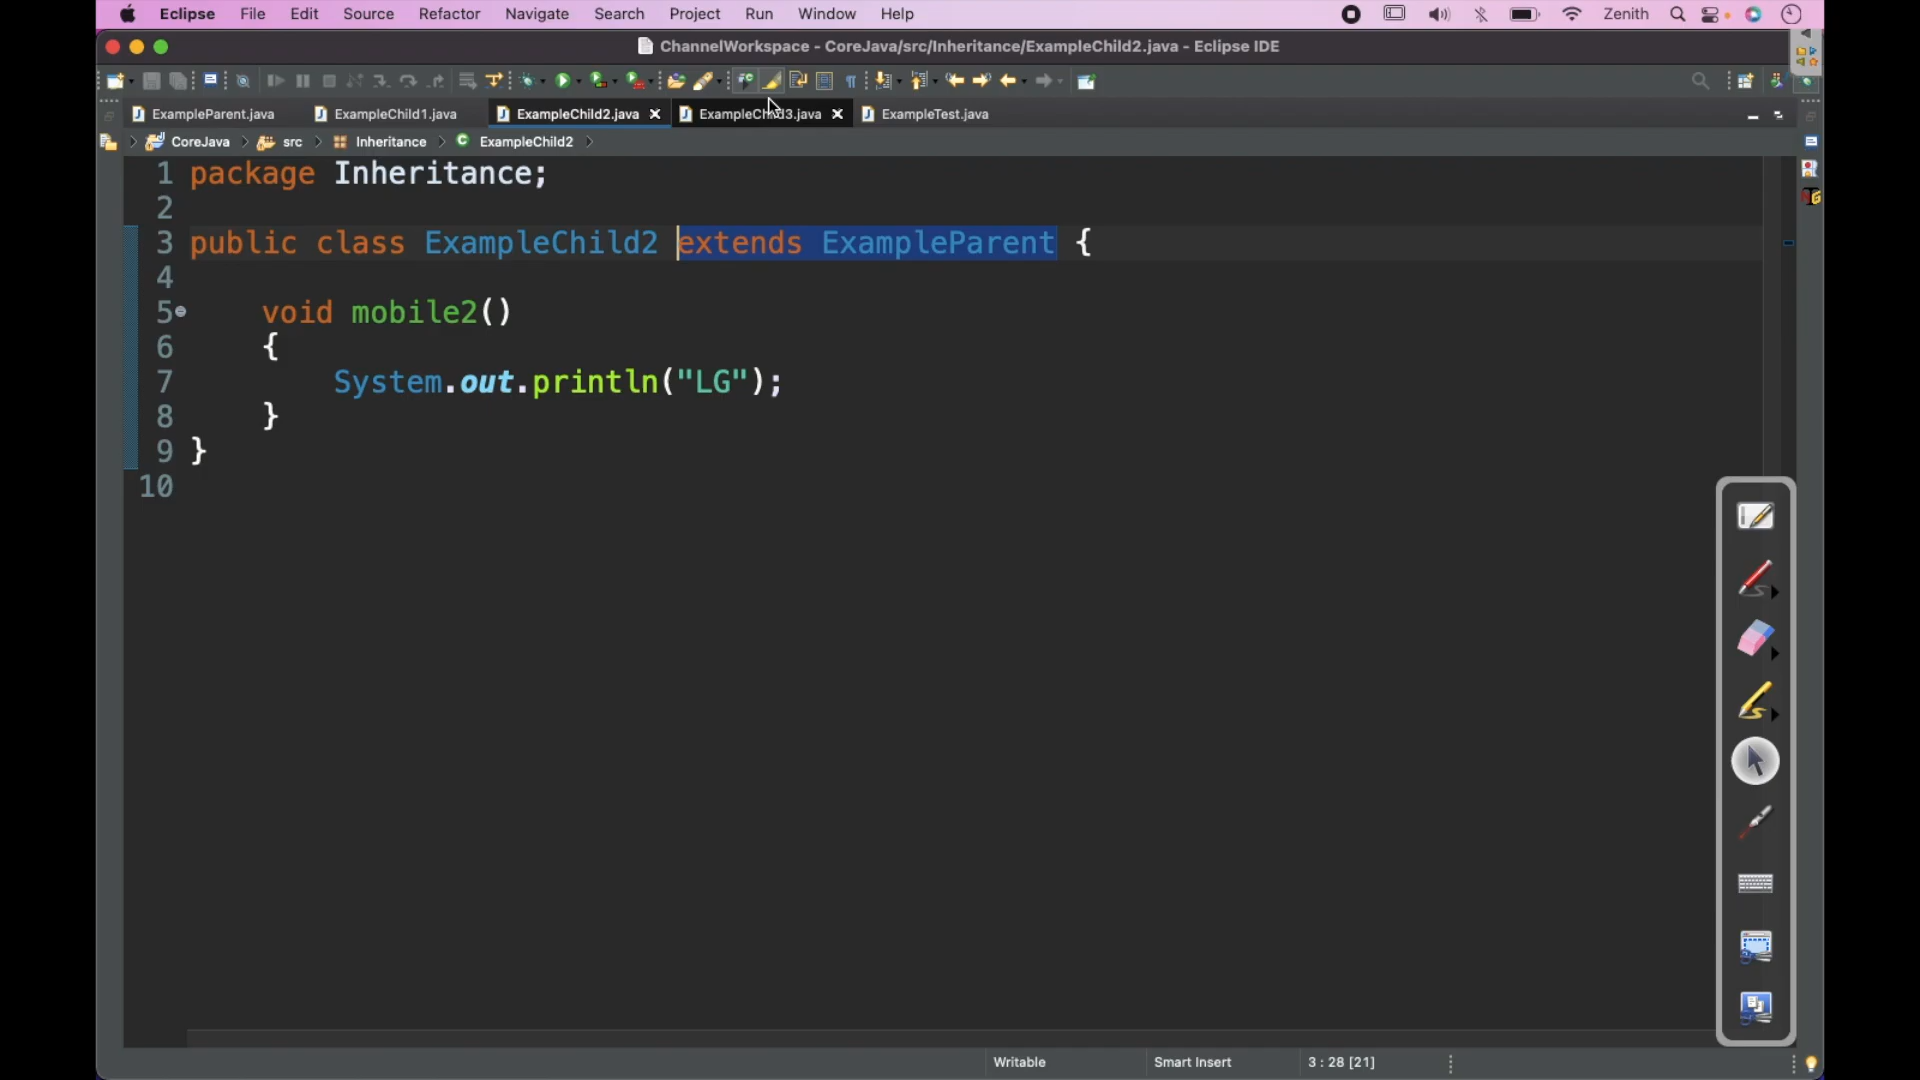 Eclipse File Edit Source Refactor Navigate Search Project Run Window Help Zenith
ChannelWorkspace - CoreJava/src/Inheritance/ExampleChild2.java - Eclipse IDE
ExampleParent.java ExampleChild1.java ExampleChild2.java ExampleChild3.java ExampleTest.java
CoreJava src Inheritance ExampleChild2
1 package Inheritance;
2
3 public class ExampleChild2 extends ExampleParent {
4
5 void mobile2()
6 {
7 System.out.println("LG");
8 }
9 }
10
Writable Smart Insert 3 : 28 [21]